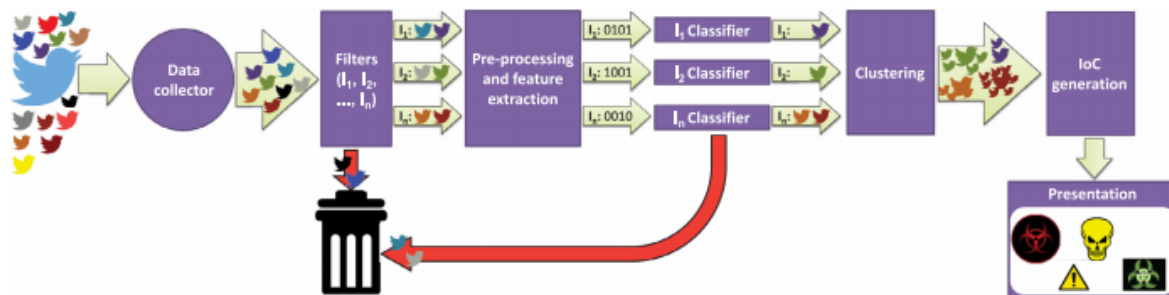 Data
collector
Filters
(I₁, I₂,
..., Iₙ)
I₁:
I₂:
Iₙ:
Pre-processing
and feature
extraction
I₁: 0101
I₂: 1001
Iₙ: 0010
I₁ Classifier
I₂ Classifier
Iₙ Classifier
I₁:
I₂:
Iₙ:
Clustering
IoC
generation
Presentation
!